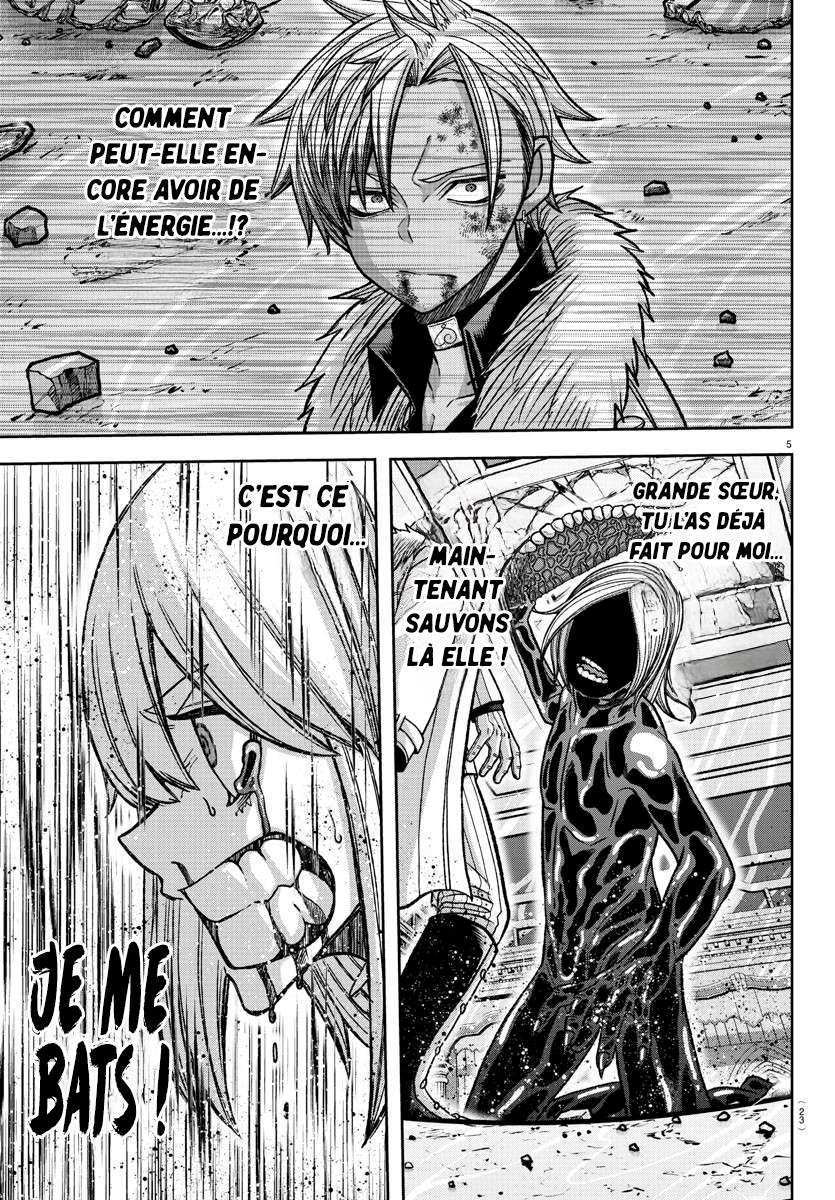 COMMENT
PEUT-ELLE EN-
CORE AVOIR DE
L'ÉNERGIE...!?
5
GRANDE SŒUR,
TU L'AS DÉJÀ
FAIT POUR MOI...
MAIN-
TENANT
SAUVONS
LÀ ELLE !
C'EST CE
POURQUOI...
JE ME
BATS !
(23)